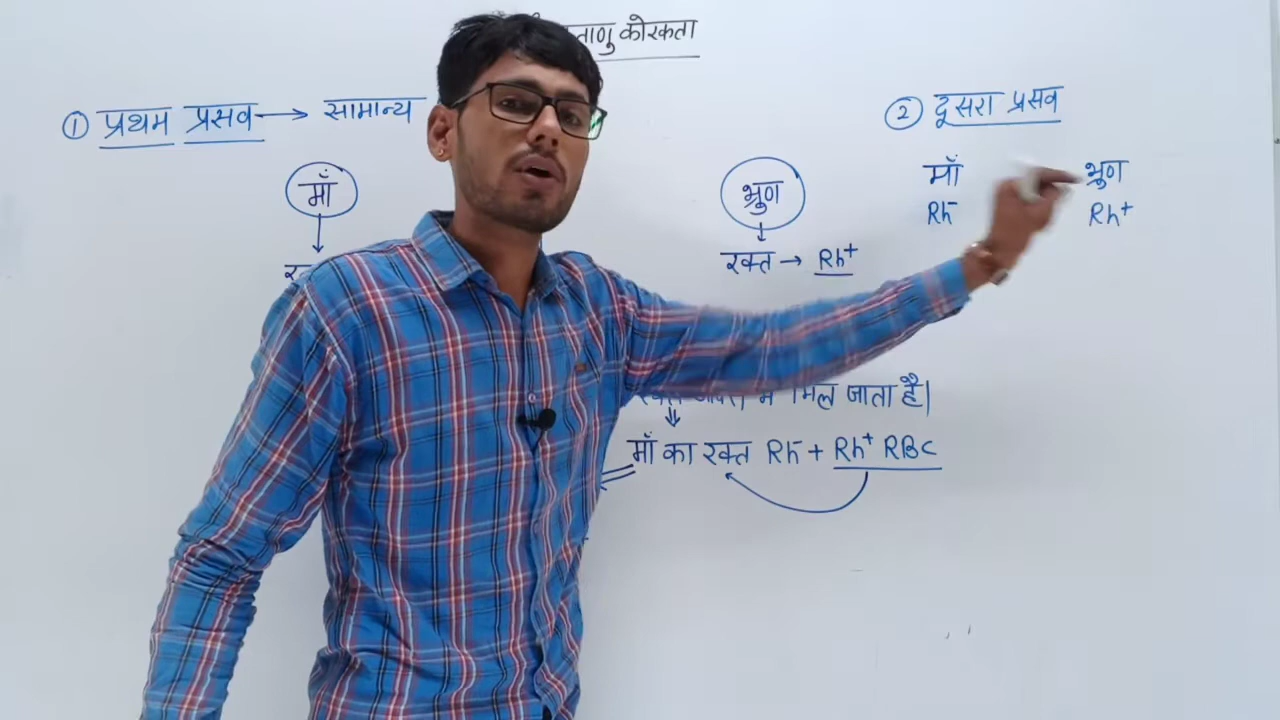 ताणु कोरकता
① प्रथम प्रसव → सामान्य
② दूसरा प्रसव
माँ
भ्रुण
माँ भ्रुण
Rh⁻ Rh⁺
रक्त → Rh⁺
मिल जाता है।
माँ का रक्त Rh⁻ + Rh⁺ RBC